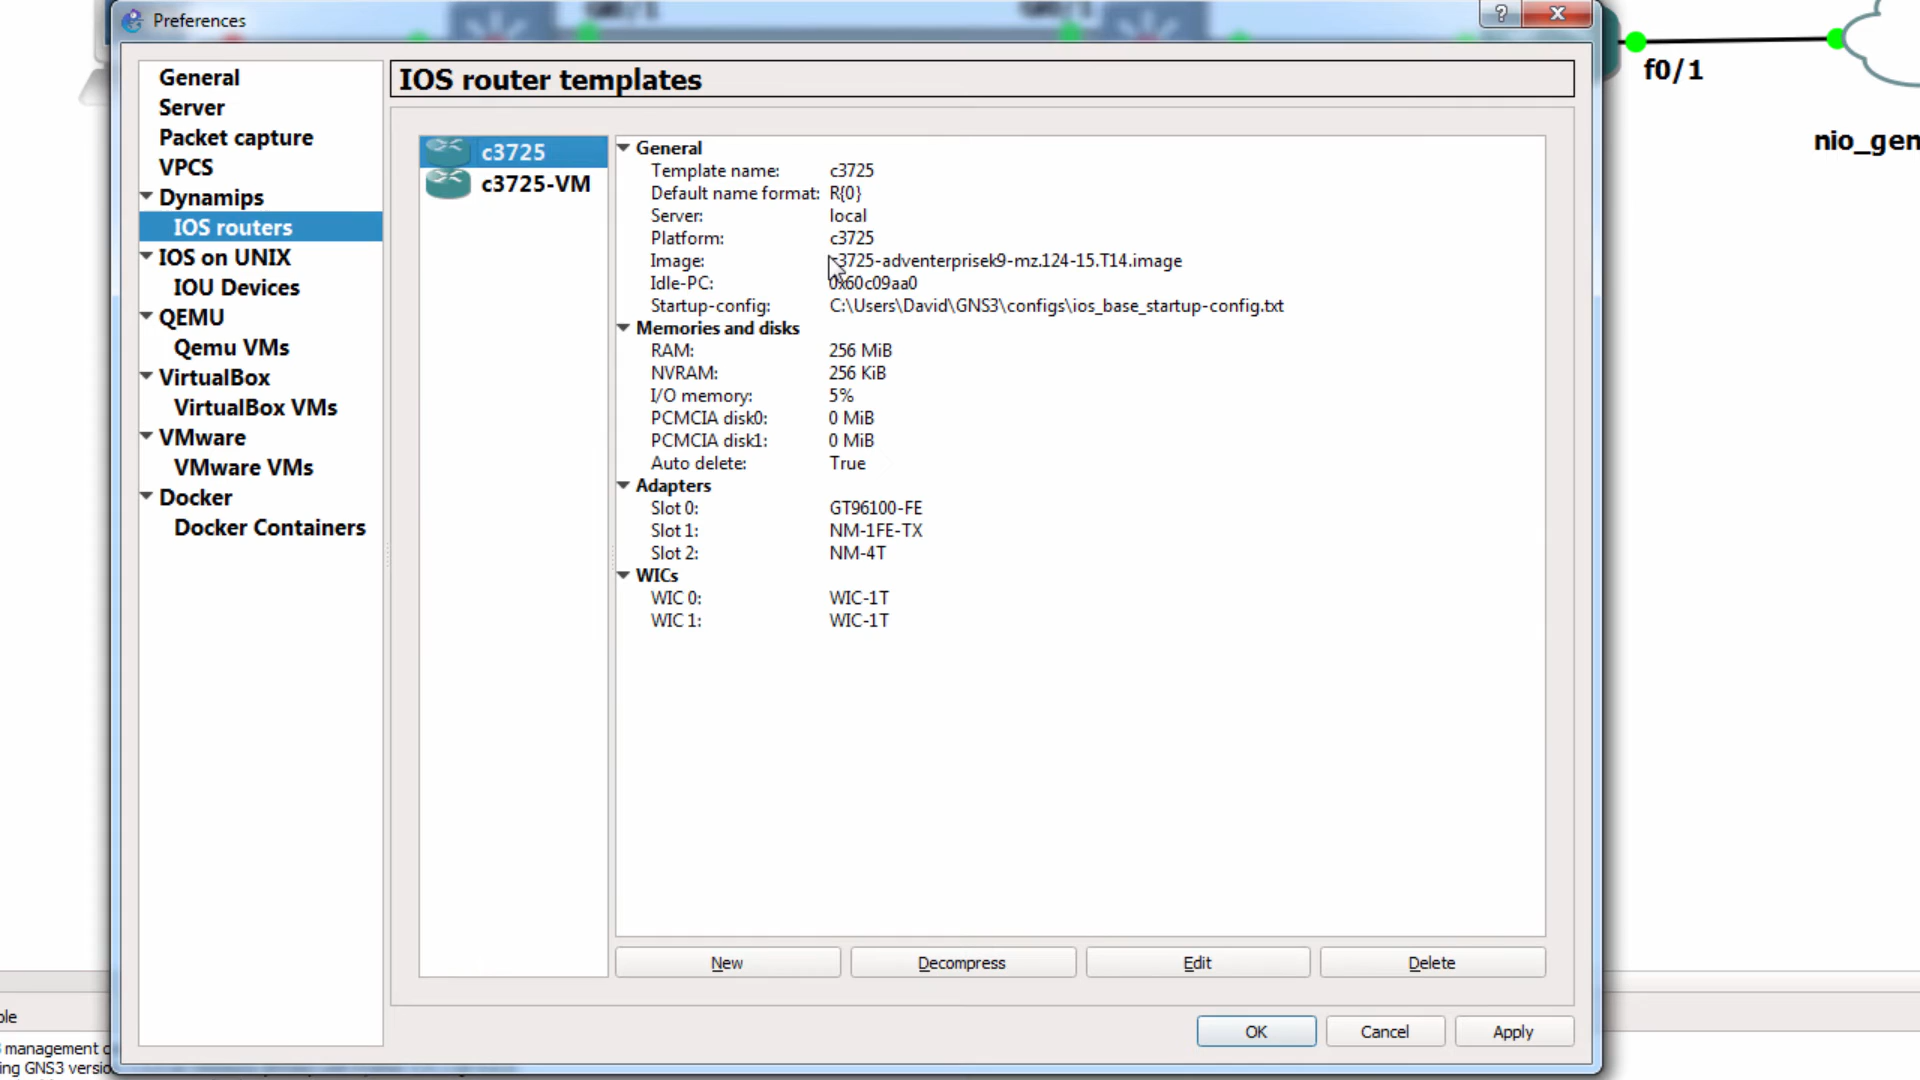 Preferences
?
General
Server
Packet capture
VPCS
Dynamips
IOS routers
IOS on UNIX
IOU Devices
QEMU
Qemu VMs
VirtualBox
VirtualBox VMs
VMware
VMware VMs
Docker
Docker Containers
IOS router templates
c3725
c3725-VM
General
Template name: c3725
Default name format: R{0}
Server: local
Platform: c3725
Image: c3725-adventerprisek9-mz.124-15.T14.image
Idle-PC: 0x60c09aa0
Startup-config: C:\Users\David\GNS3\configs\ios_base_startup-config.txt
Memories and disks
RAM: 256 MiB
NVRAM: 256 KiB
I/O memory: 5%
PCMCIA disk0: 0 MiB
PCMCIA disk1: 0 MiB
Auto delete: True
Adapters
Slot 0: GT96100-FE
Slot 1: NM-1FE-TX
Slot 2: NM-4T
WICs
WIC 0: WIC-1T
WIC 1: WIC-1T
New Decompress Edit Delete
OK Cancel Apply
f0/1
nio_gen
ole
management c
ing GNS3 versio